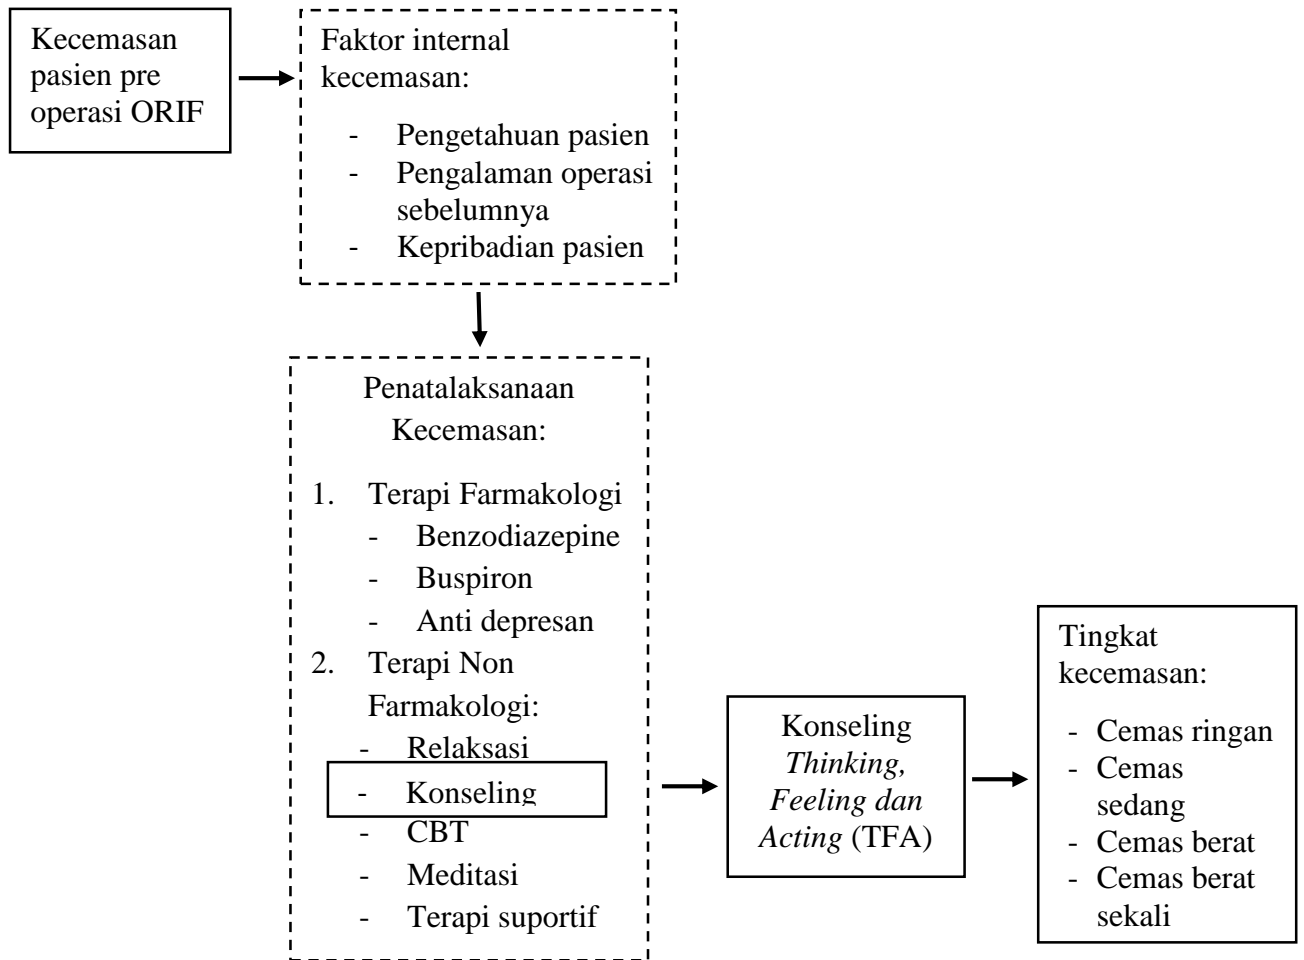 Kecemasan
pasien pre
operasi ORIF
Faktor internal
kecemasan:
- Pengetahuan pasien
- Pengalaman operasi
sebelumnya
- Kepribadian pasien
Penatalaksanaan
Kecemasan:
1. Terapi Farmakologi
- Benzodiazepine
- Buspiron
- Anti depresan
2. Terapi Non
Farmakologi:
- Relaksasi
- Konseling
- CBT
- Meditasi
- Terapi suportif
Konseling
Thinking,
Feeling dan
Acting (TFA)
Tingkat
kecemasan:
- Cemas ringan
- Cemas
sedang
- Cemas berat
- Cemas berat
sekali